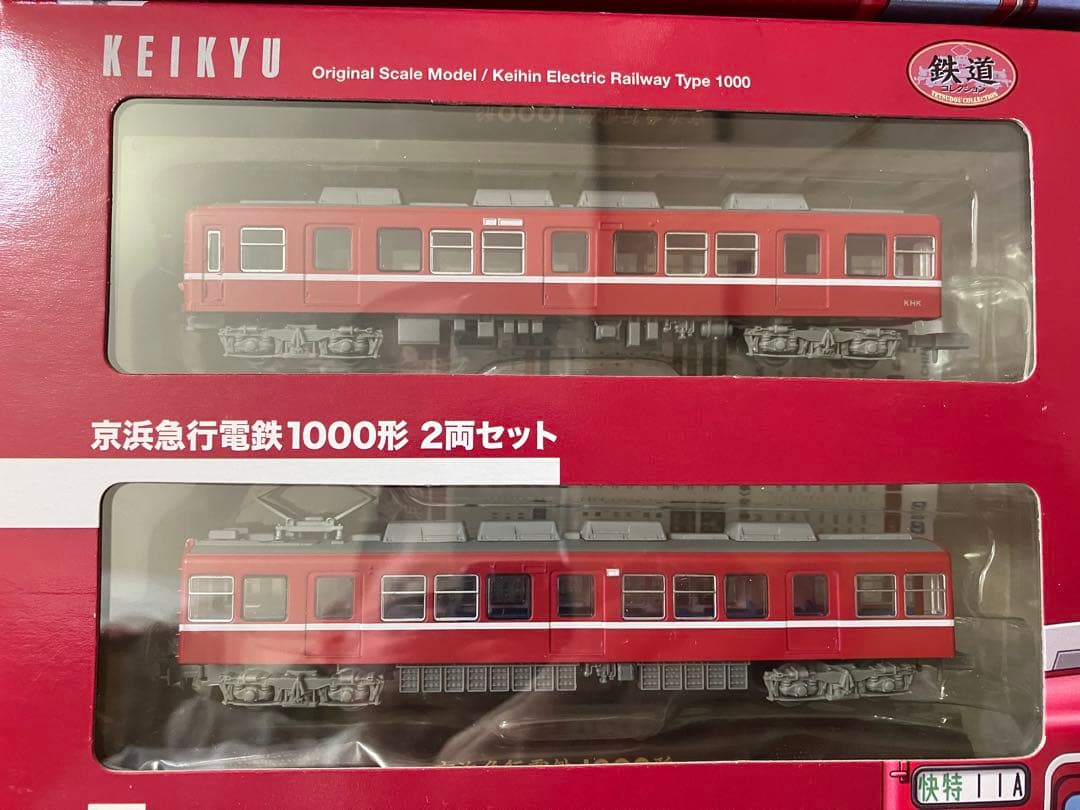 KEIKYU
Original Scale Model / Keihin Electric Railway Type 1000
鉄道
コレクション
TETSUDOU COLLECTION
KHK
京浜急行電鉄1000形 2両セット
快特 11A